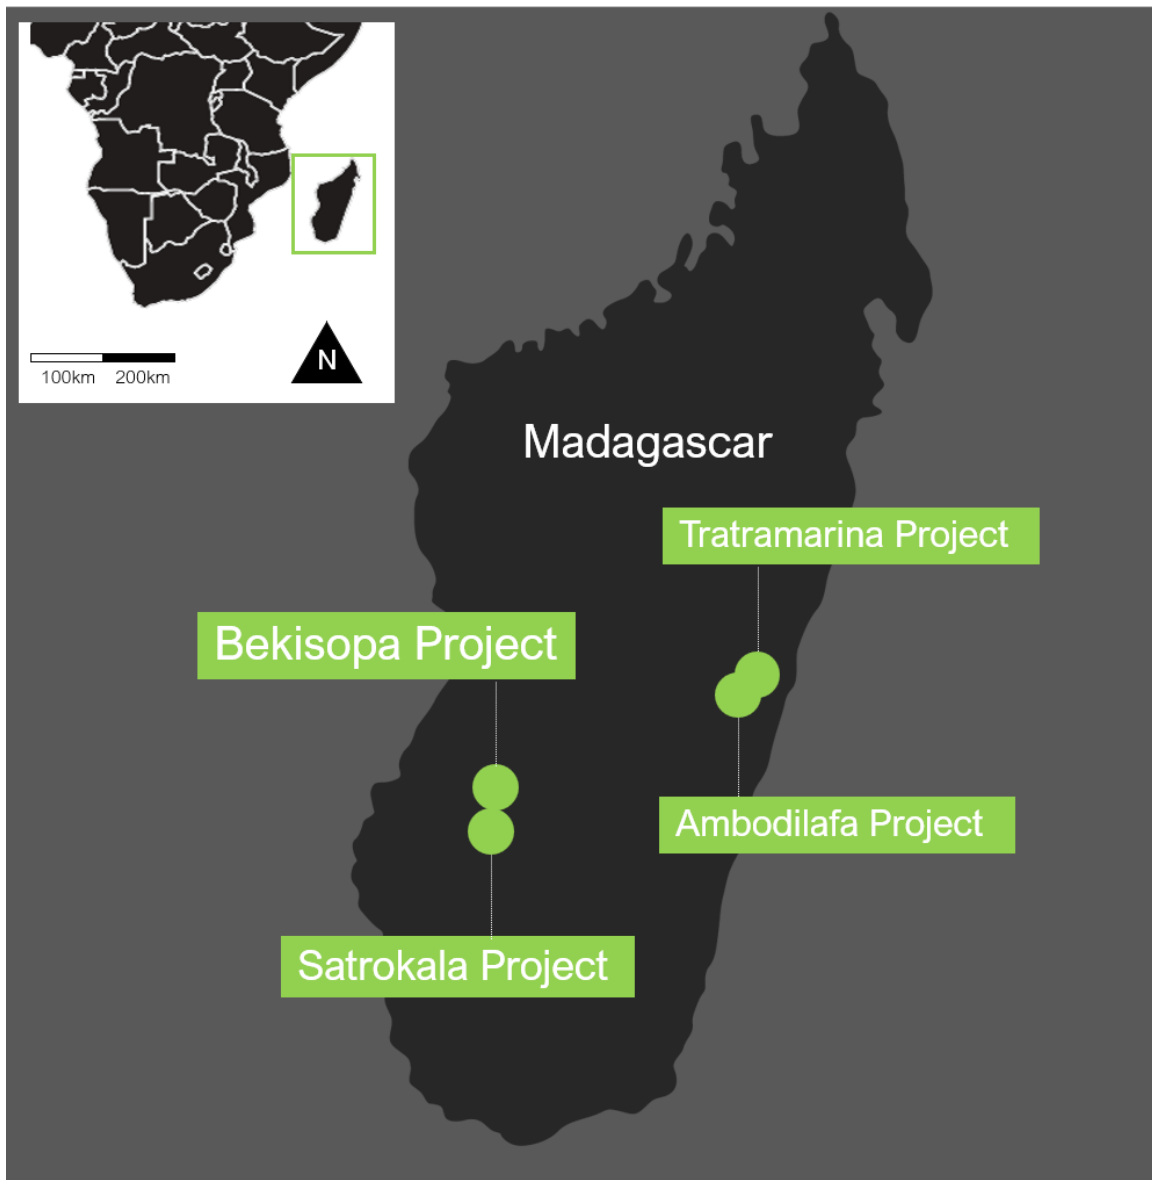 N
100km 200km
Madagascar
Tratramarina Project
Bekisopa Project
Ambodilafa Project
Satrokala Project